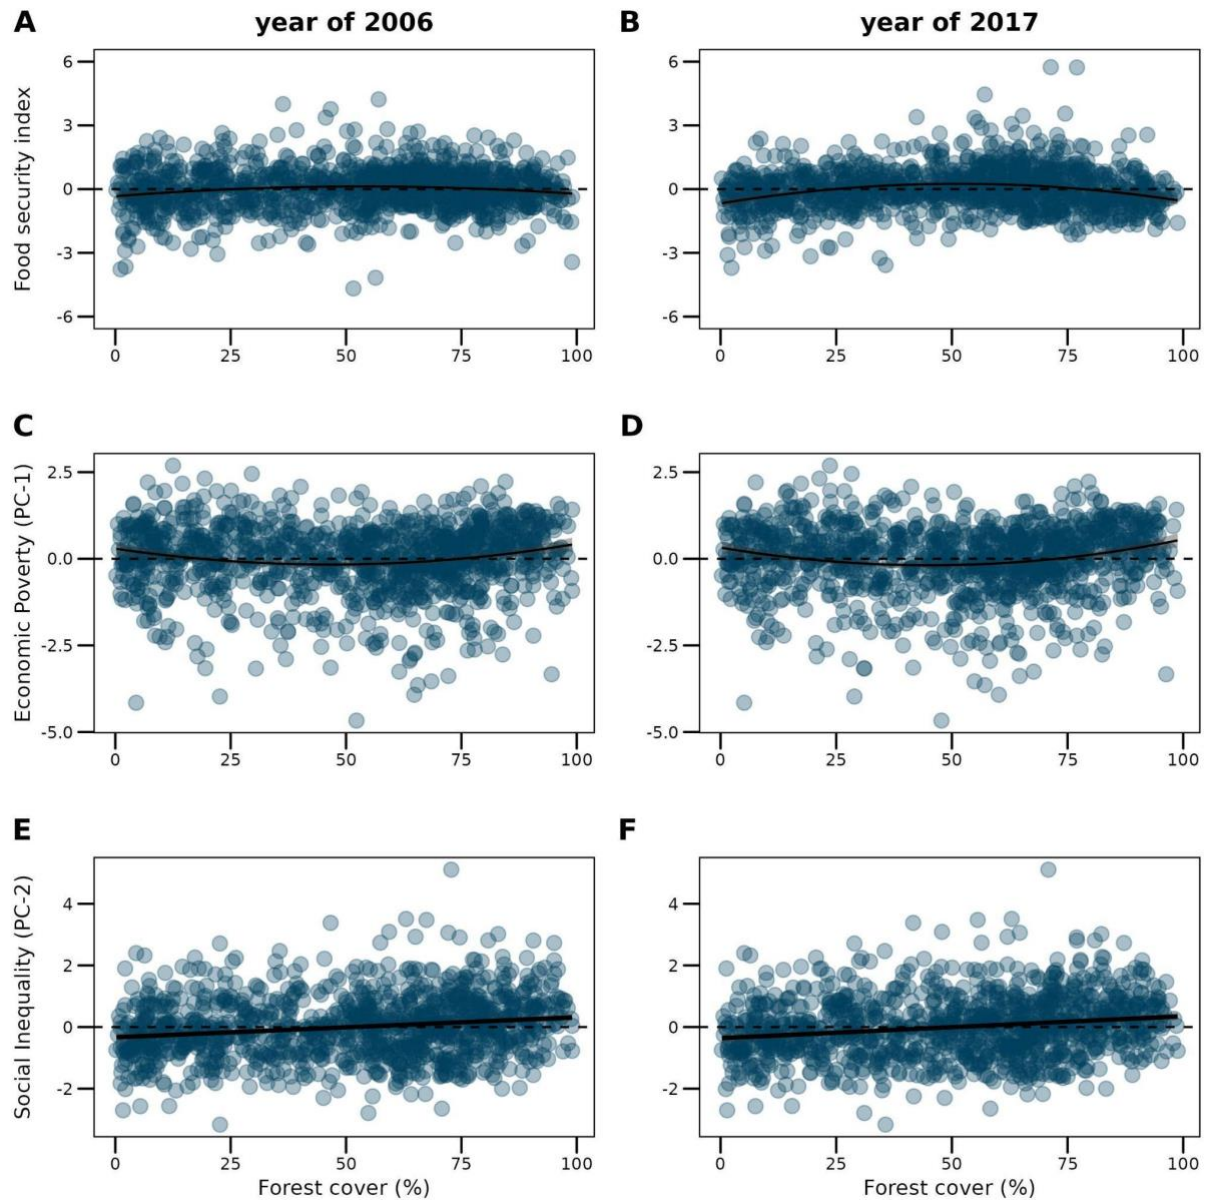 A year of 2006 B year of 2017
Food security index
6
3
0
-3
-6
0 25 50 75 100
6
3
0
-3
-6
0 25 50 75 100
C D
Economic Poverty (PC-1)
2.5
0.0
-2.5
-5.0
0 25 50 75 100
2.5
0.0
-2.5
-5.0
0 25 50 75 100
E F
Social Inequality (PC-2)
4
2
0
-2
0 25 50 75 100
Forest cover (%)
4
2
0
-2
0 25 50 75 100
Forest cover (%)